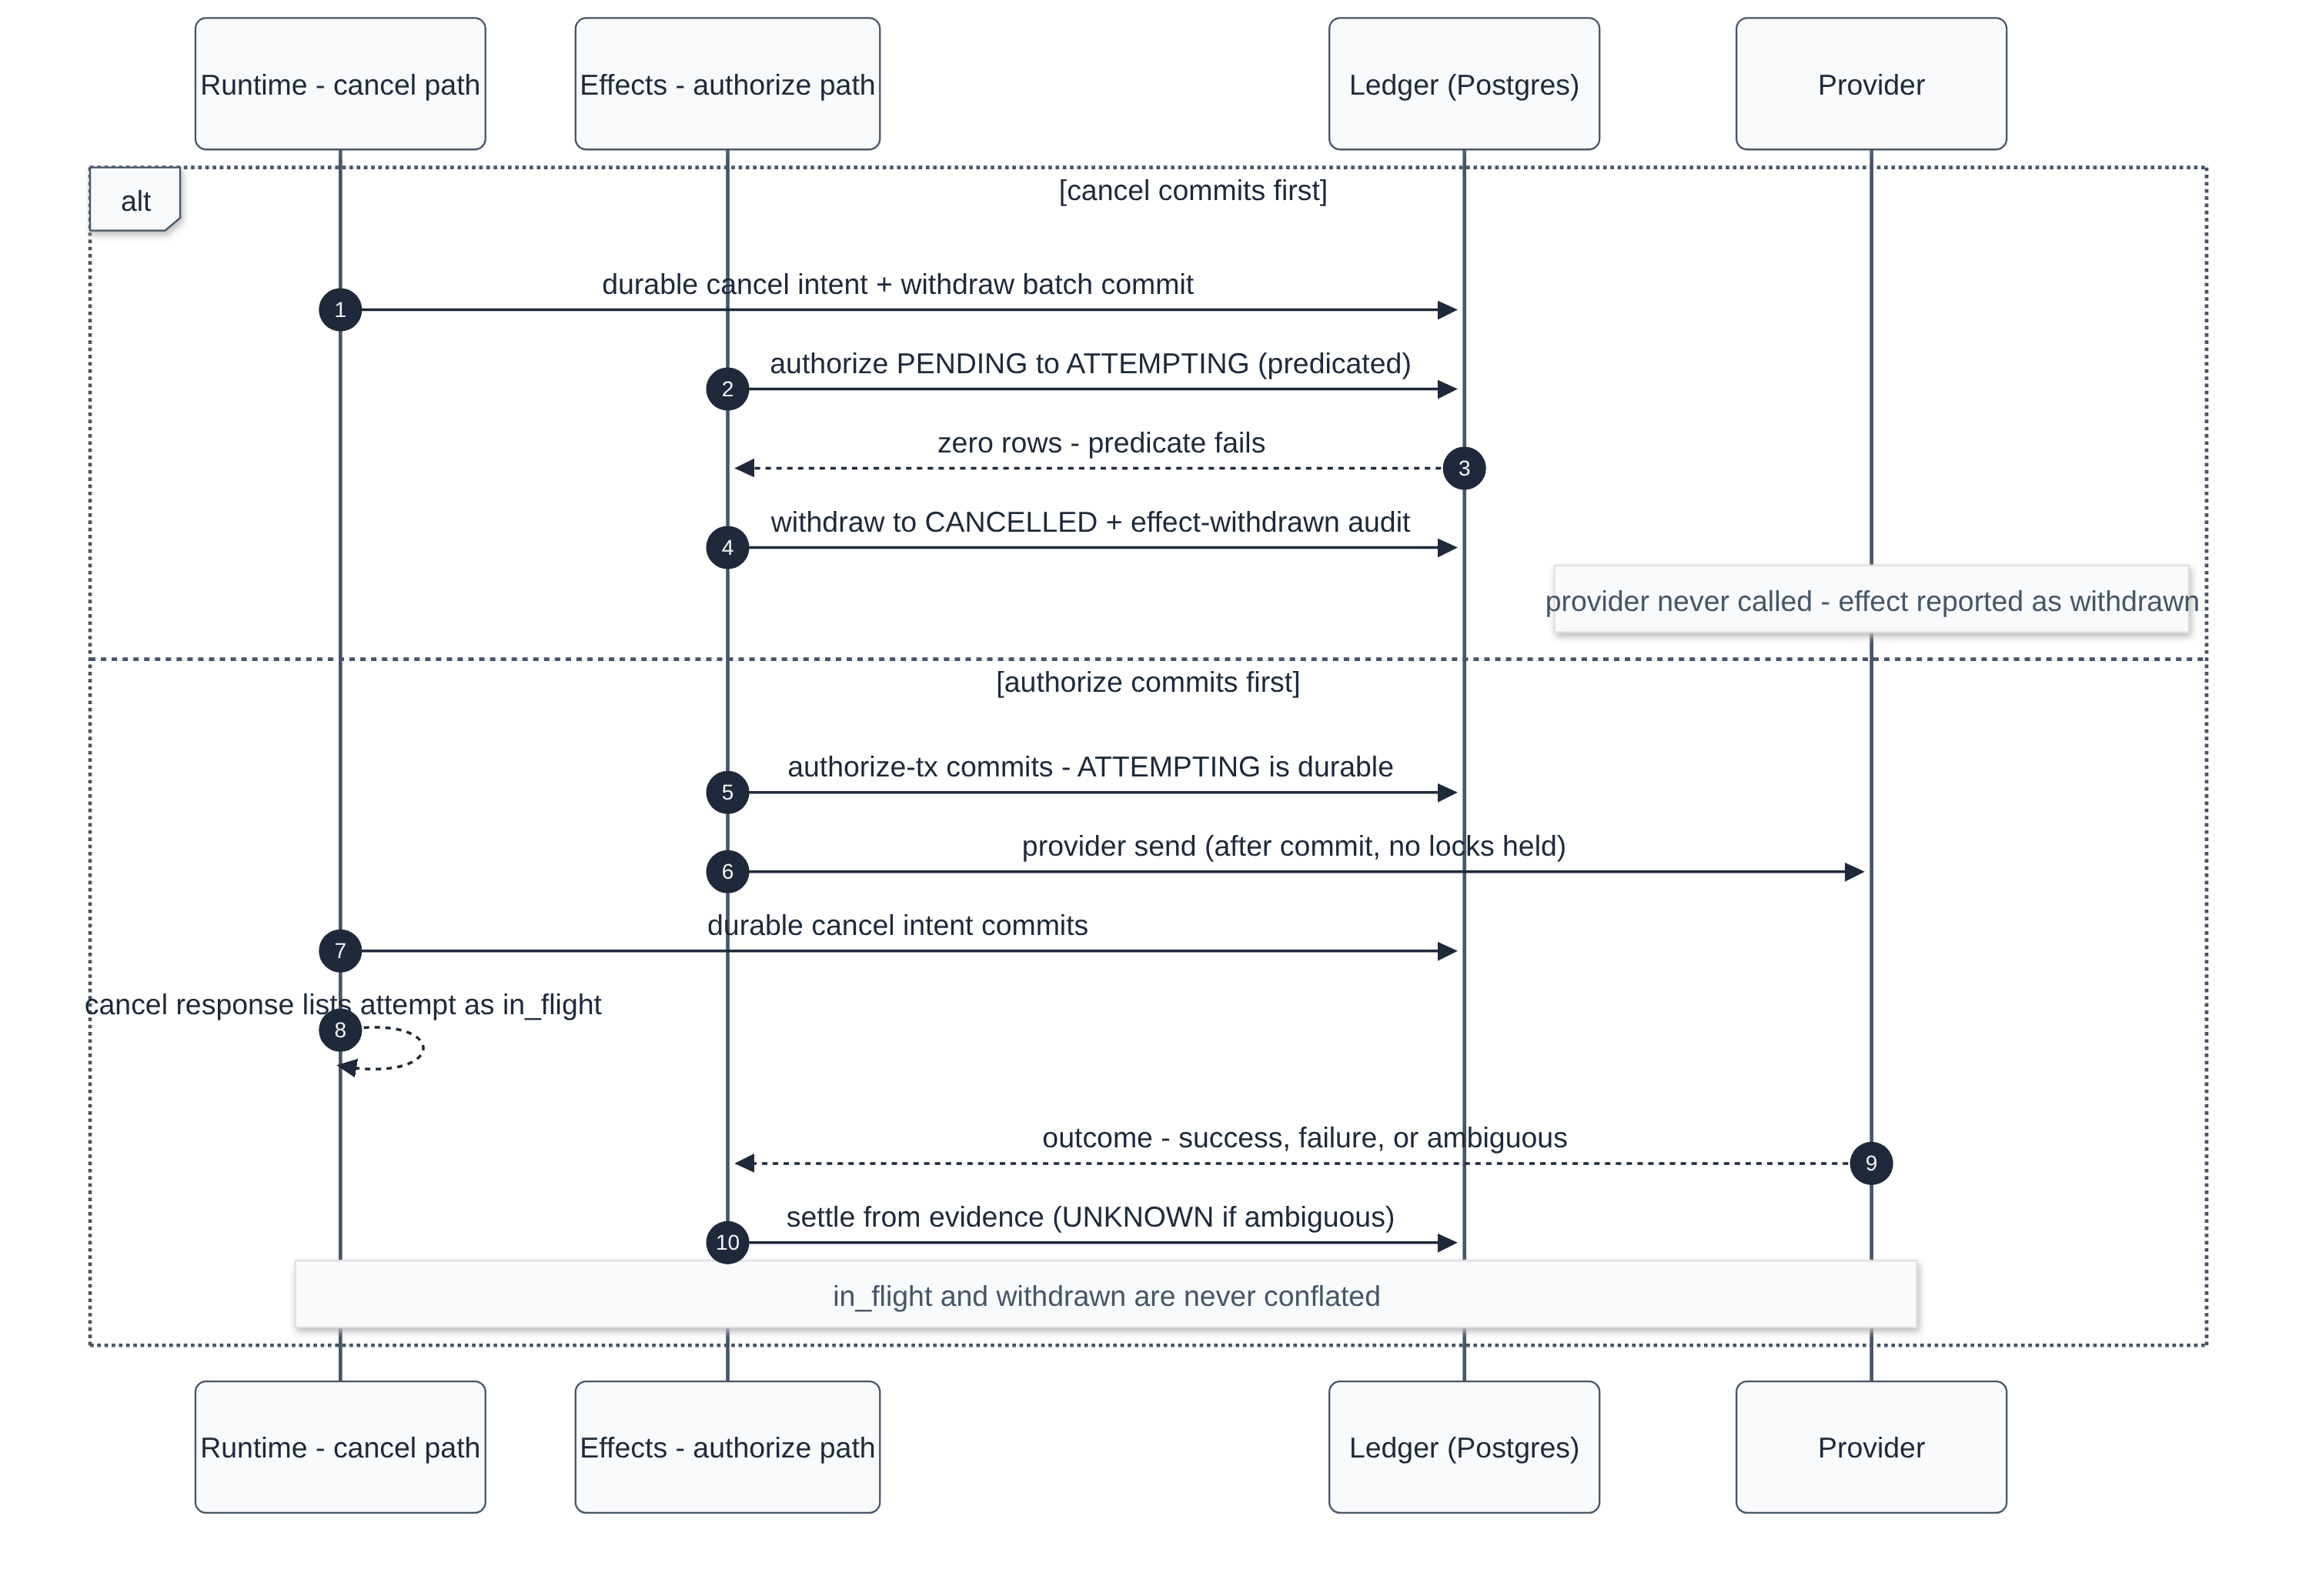 Runtime - cancel path
Effects - authorize path
Ledger (Postgres)
Provider
alt
[cancel commits first]
durable cancel intent + withdraw batch commit
1
authorize PENDING to ATTEMPTING (predicated)
2
zero rows - predicate fails
3
withdraw to CANCELLED + effect-withdrawn audit
4
provider never called - effect reported as withdrawn
[authorize commits first]
authorize-tx commits - ATTEMPTING is durable
5
provider send (after commit, no locks held)
6
durable cancel intent commits
7
cancel response lists attempt as in_flight
8
outcome - success, failure, or ambiguous
9
settle from evidence (UNKNOWN if ambiguous)
10
in_flight and withdrawn are never conflated
Runtime - cancel path
Effects - authorize path
Ledger (Postgres)
Provider